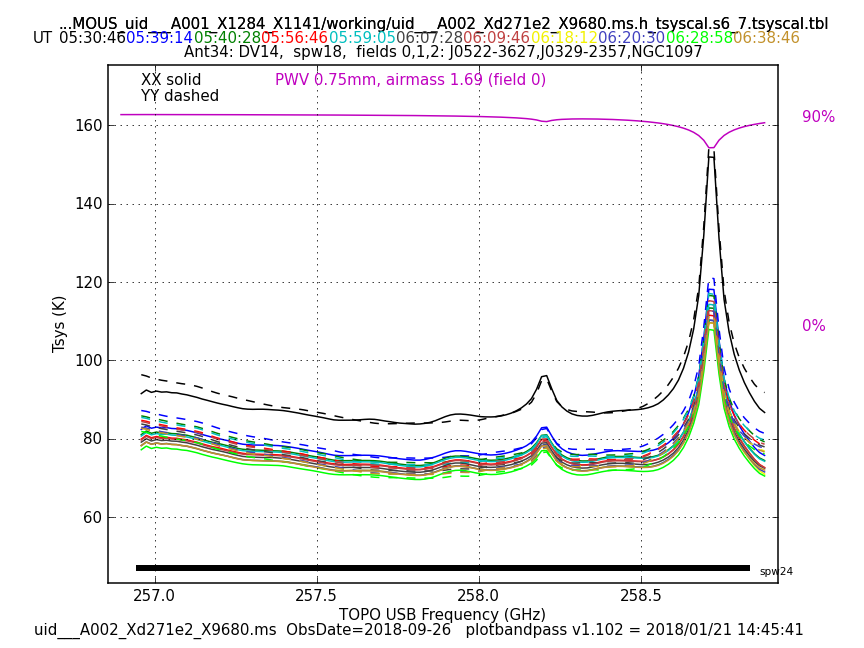 ...MOUS_uid___A001_X1284_X1141/working/uid___A002_Xd271e2_X9680.ms.h_tsyscal.s6_7.tsyscal.tbl
UT 05:30:46 05:39:14 05:40:28 05:56:46 05:59:05 06:07:28 06:09:46 06:18:12 06:20:30 06:28:58 06:38:46
Ant34: DV14, spw18, fields 0,1,2: J0522-3627,J0329-2357,NGC1097
XX solid
PWV 0.75mm, airmass 1.69 (field 0)
YY dashed
90%
160
140
120
0%
100
80
60
Tsys (K)
spw24
257.0 257.5 258.0 258.5
TOPO USB Frequency (GHz)
uid___A002_Xd271e2_X9680.ms ObsDate=2018-09-26 plotbandpass v1.102 = 2018/01/21 14:45:41